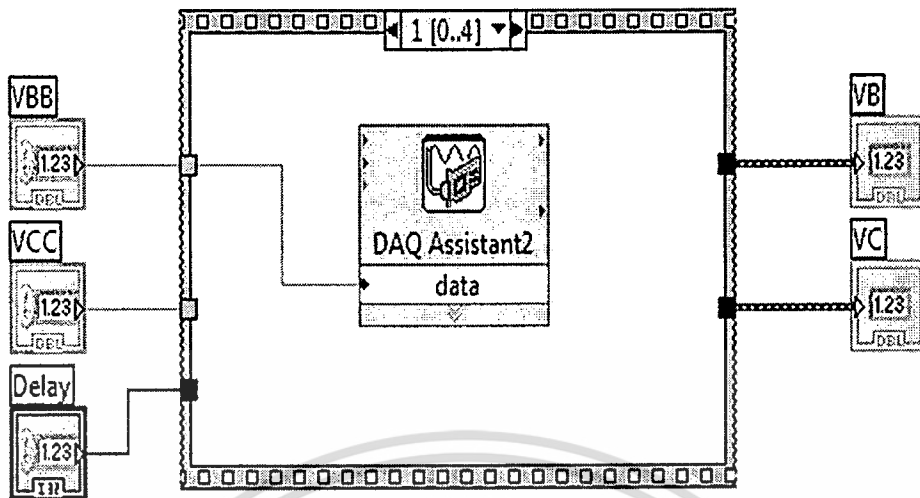 1 [0..4]
VBB
1.23
DBL
VCC
1.23
DBL
Delay
1.23
I32
DAQ Assistant2
data
VB
1.23
DBL
VC
1.23
DBL